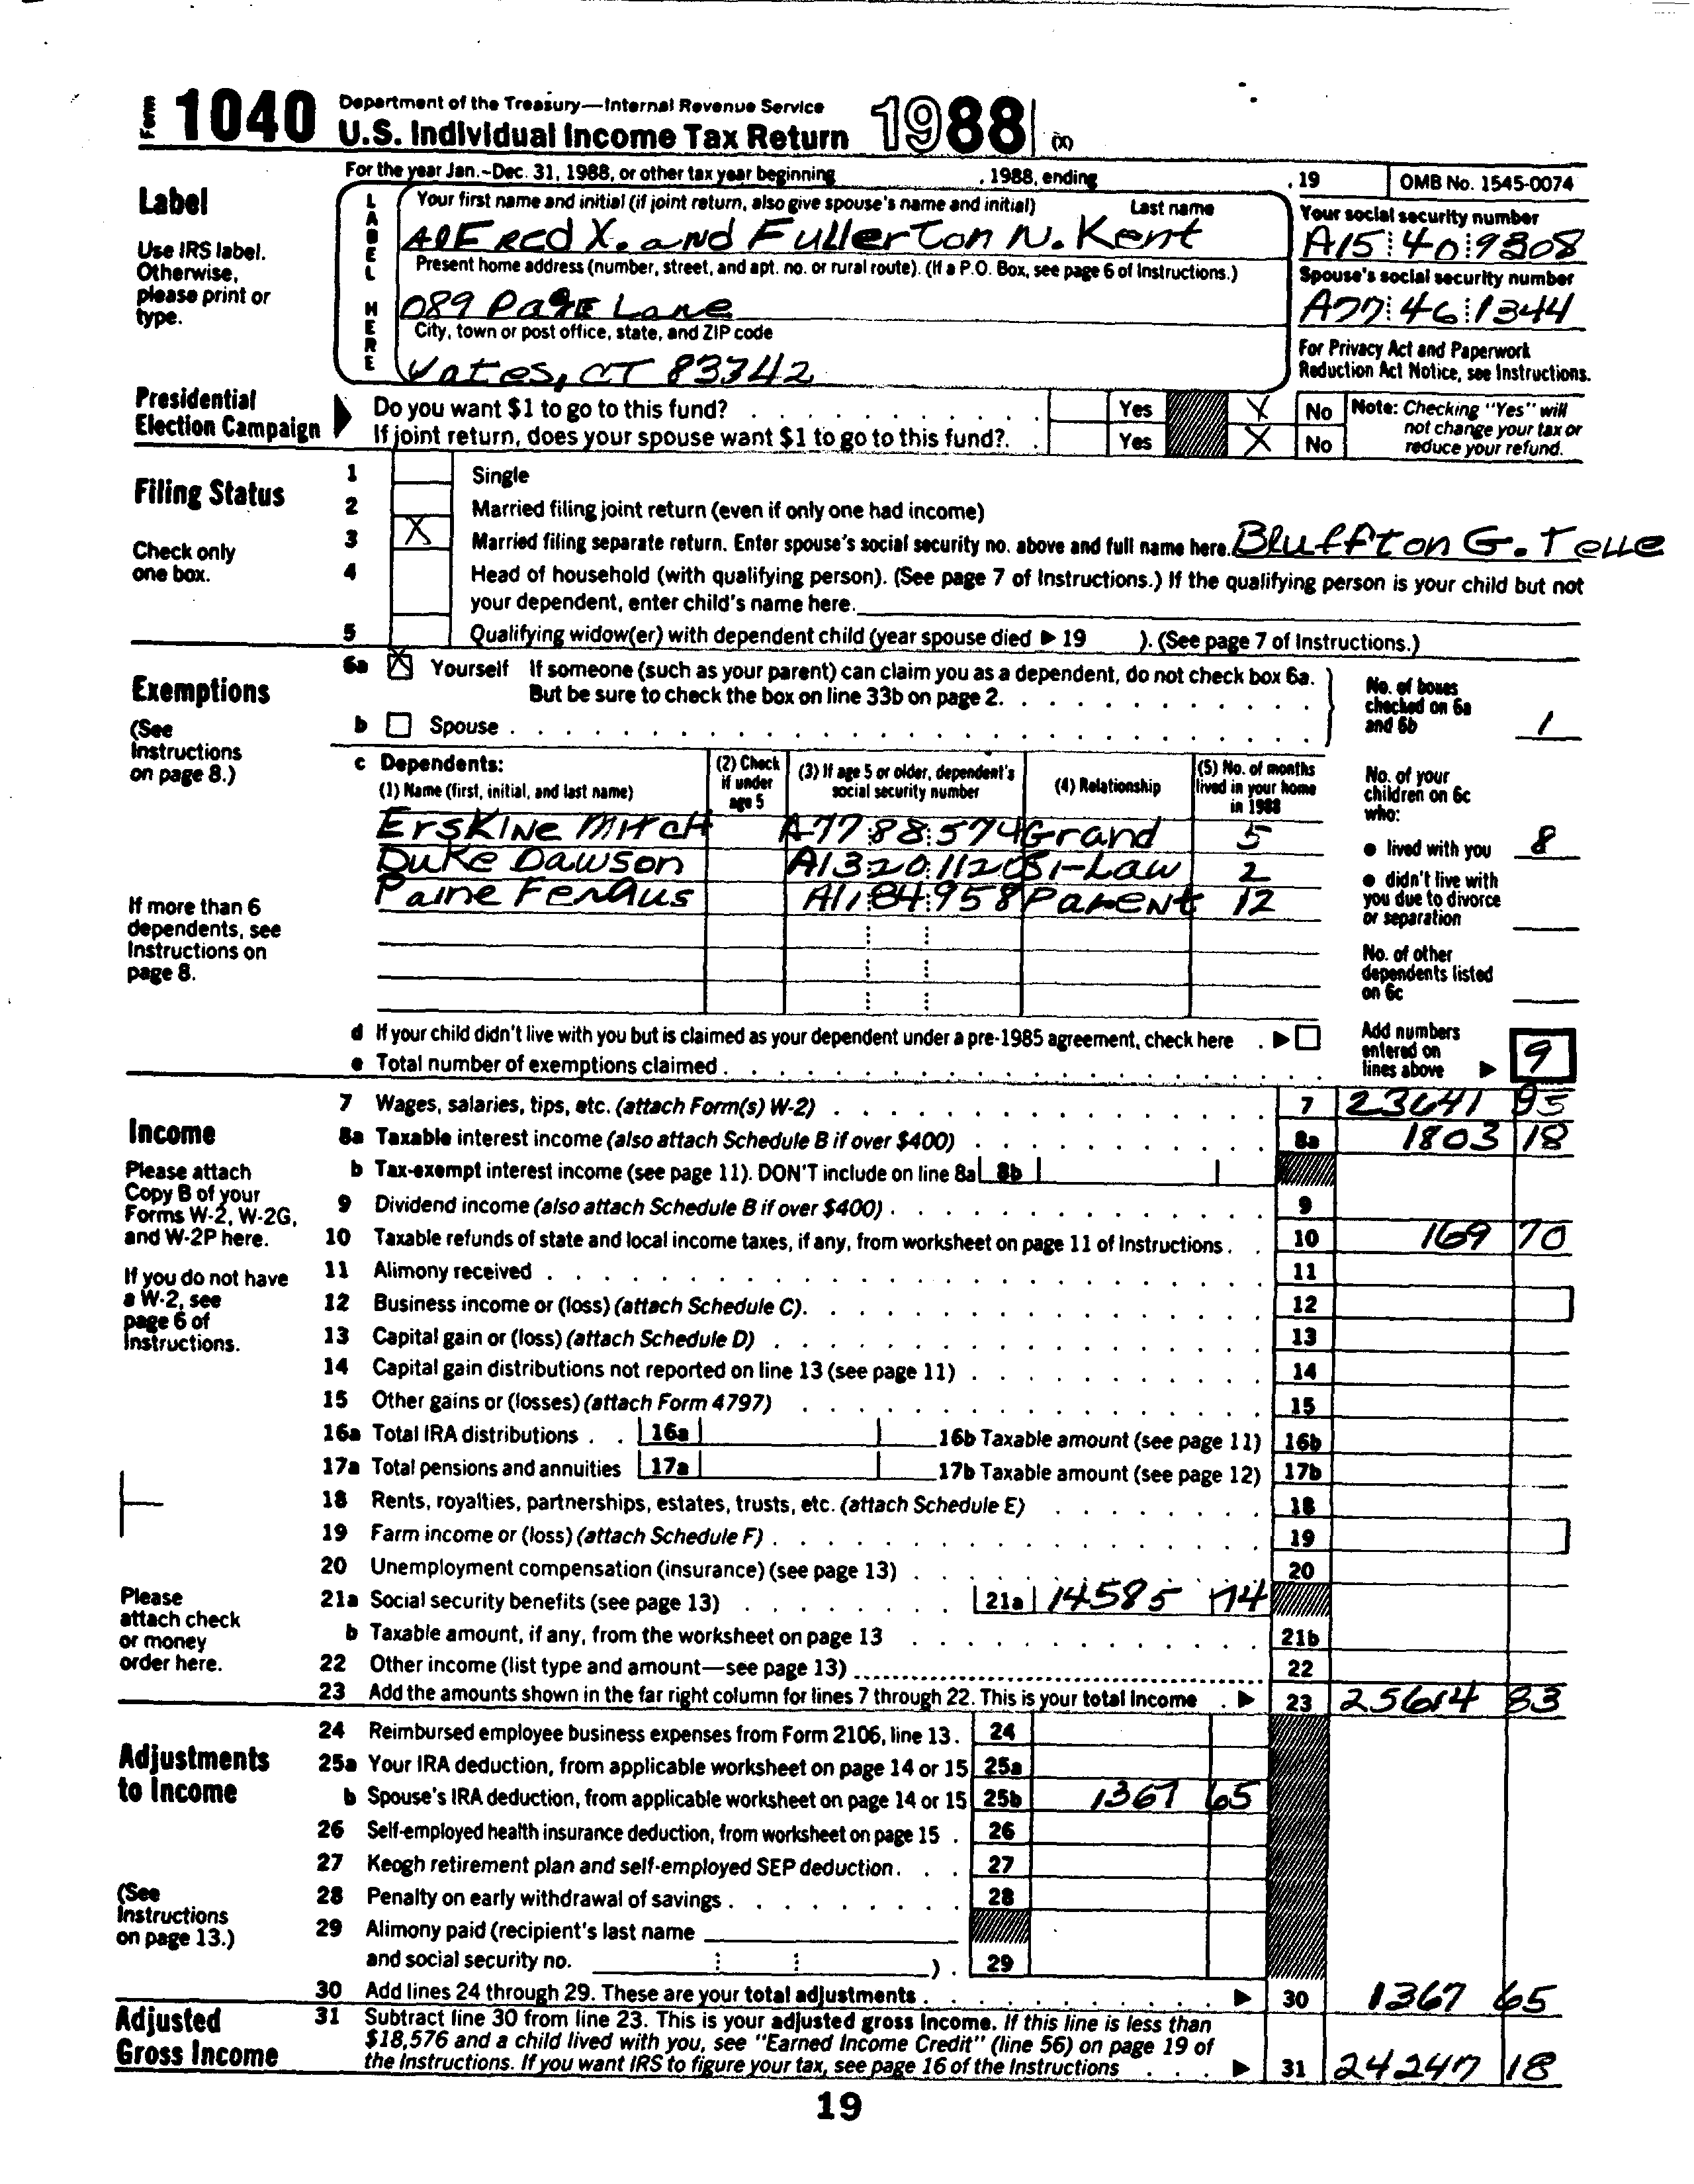 Form 1040 Department of the Treasury—Internal Revenue Service
U.S. Individual Income Tax Return 1988 (X)
For the year Jan.-Dec. 31, 1988, or other tax year beginning , 1988, ending , 19 OMB No. 1545-0074
Label
Use IRS label. Otherwise, please print or type.
LABEL HERE
Your first name and initial (if joint return, also give spouse's name and initial) Last name
AlFred X. and Fullerton N. Kent
Your social security number
A15 40 9308
Present home address (number, street, and apt. no. or rural route). (If a P.O. Box, see page 6 of Instructions.)
089 Page Lane
Spouse's social security number
A77 46 1344
City, town or post office, state, and ZIP code
Yates, CT 83742
For Privacy Act and Paperwork Reduction Act Notice, see Instructions.
Presidential Election Campaign
Do you want $1 to go to this fund? Yes X No
If joint return, does your spouse want $1 to go to this fund?. Yes X No
Note: Checking "Yes" will not change your tax or reduce your refund.
Filing Status
Check only one box.
1 Single
2 Married filing joint return (even if only one had income)
3 X Married filing separate return. Enter spouse's social security no. above and full name here. Bluffton G. Telle
4 Head of household (with qualifying person). (See page 7 of Instructions.) If the qualifying person is your child but not
your dependent, enter child's name here.
5 Qualifying widow(er) with dependent child (year spouse died ▶ 19 ). (See page 7 of Instructions.)
Exemptions
(See Instructions on page 8.)
6a X Yourself If someone (such as your parent) can claim you as a dependent, do not check box 6a.
But be sure to check the box on line 33b on page 2.
b Spouse
No. of boxes checked on 6a and 6b 1
c Dependents:
(1) Name (first, initial, and last name) (2) Check if under age 5 (3) If age 5 or older, dependent's social security number (4) Relationship (5) No. of months lived in your home in 1988
Erskine Mitch A77 88 574 Grand 5
Duke Dawson A13 20 1120 Si-Law 2
Paine Fergus A11 84 958 Parent 12
No. of your children on 6c who:
● lived with you 8
● didn't live with you due to divorce or separation
No. of other dependents listed on 6c
If more than 6 dependents, see Instructions on page 8.
d If your child didn't live with you but is claimed as your dependent under a pre-1985 agreement, check here . ▶
e Total number of exemptions claimed
Add numbers entered on lines above ▶ 9
Income
Please attach Copy B of your Forms W-2, W-2G, and W-2P here.
If you do not have a W-2, see page 6 of Instructions.
Please attach check or money order here.
7 Wages, salaries, tips, etc. (attach Form(s) W-2) 7 23641 95
8a Taxable interest income (also attach Schedule B if over $400) 8a 1803 18
b Tax-exempt interest income (see page 11). DON'T include on line 8a 8b
9 Dividend income (also attach Schedule B if over $400) 9
10 Taxable refunds of state and local income taxes, if any, from worksheet on page 11 of Instructions. 10 169 70
11 Alimony received 11
12 Business income or (loss) (attach Schedule C). 12
13 Capital gain or (loss) (attach Schedule D) 13
14 Capital gain distributions not reported on line 13 (see page 11) 14
15 Other gains or (losses) (attach Form 4797) 15
16a Total IRA distributions 16a 16b Taxable amount (see page 11) 16b
17a Total pensions and annuities 17a 17b Taxable amount (see page 12) 17b
18 Rents, royalties, partnerships, estates, trusts, etc. (attach Schedule E) 18
19 Farm income or (loss) (attach Schedule F) 19
20 Unemployment compensation (insurance) (see page 13) 20
21a Social security benefits (see page 13) 21a 14585 74
b Taxable amount, if any, from the worksheet on page 13 21b
22 Other income (list type and amount—see page 13) 22
23 Add the amounts shown in the far right column for lines 7 through 22. This is your total income ▶ 23 25614 83
Adjustments to Income
(See Instructions on page 13.)
24 Reimbursed employee business expenses from Form 2106, line 13. 24
25a Your IRA deduction, from applicable worksheet on page 14 or 15 25a
b Spouse's IRA deduction, from applicable worksheet on page 14 or 15 25b 1367 65
26 Self-employed health insurance deduction, from worksheet on page 15 26
27 Keogh retirement plan and self-employed SEP deduction. 27
28 Penalty on early withdrawal of savings 28
29 Alimony paid (recipient's last name
and social security no. ) . 29
30 Add lines 24 through 29. These are your total adjustments ▶ 30 1367 65
Adjusted Gross Income
31 Subtract line 30 from line 23. This is your adjusted gross income. If this line is less than
$18,576 and a child lived with you, see "Earned Income Credit" (line 56) on page 19 of
the Instructions. If you want IRS to figure your tax, see page 16 of the Instructions ▶ 31 24247 18
19